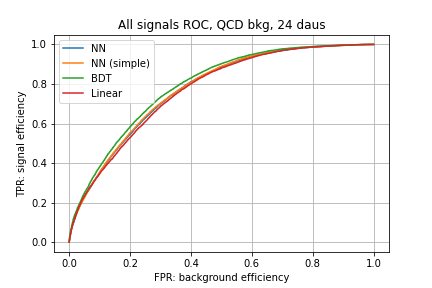 All signals ROC, QCD bkg, 24 daus
NN
NN (simple)
BDT
Linear
TPR: signal efficiency
1.0
0.8
0.6
0.4
0.2
0.0
0.0 0.2 0.4 0.6 0.8 1.0
FPR: background efficiency